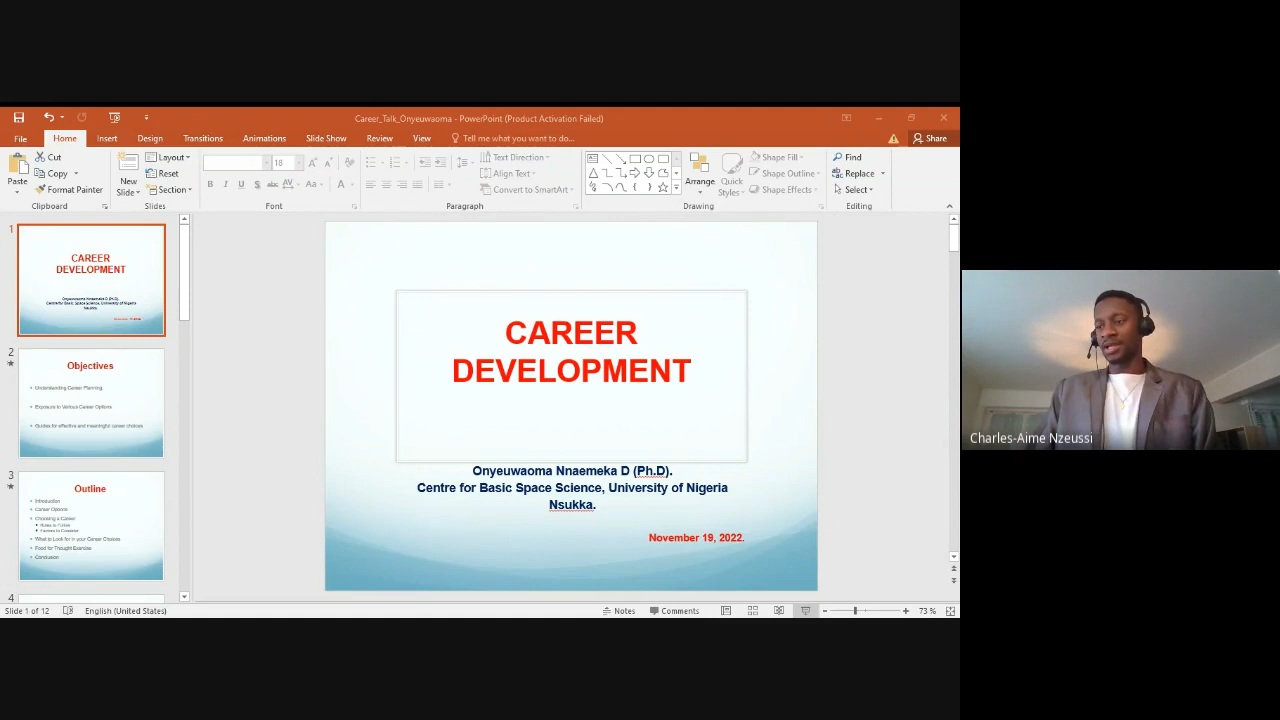 Career_Talk_Onyeuwaoma - PowerPoint (Product Activation Failed)
File Home Insert Design Transitions Animations Slide Show Review View Tell me what you want to do... Share
Paste
Cut
Copy
Format Painter
Clipboard
New
Slides
Slide
Layout
Reset
Section
18
Font
Text Direction
Align Text
Convert to SmartArt
Paragraph
Arrange
Quick
Styles
Shape Fill
Shape Outline
Shape Effects
Drawing
Find
Replace
Select
Editing
1
CAREER
DEVELOPMENT
Onyeuwaoma Nnaemeka D (Ph.D).
Centre for Basic Space Science, University of Nigeria
Nsukka.
2
Objectives
Understanding Career Planning
Exposure to Various Career Options
Guides for effective and meaningful career choices
3
Outline
Introduction
Career Options
Choosing a Career
What to Look for in your Career Choices
Food for Thought Exercise
Conclusion
4
CAREER
DEVELOPMENT
Onyeuwaoma Nnaemeka D (Ph.D).
Centre for Basic Space Science, University of Nigeria
Nsukka.
November 19, 2022.
Slide 1 of 12 English (United States) Notes Comments 73 %
Charles-Aime Nzeussi